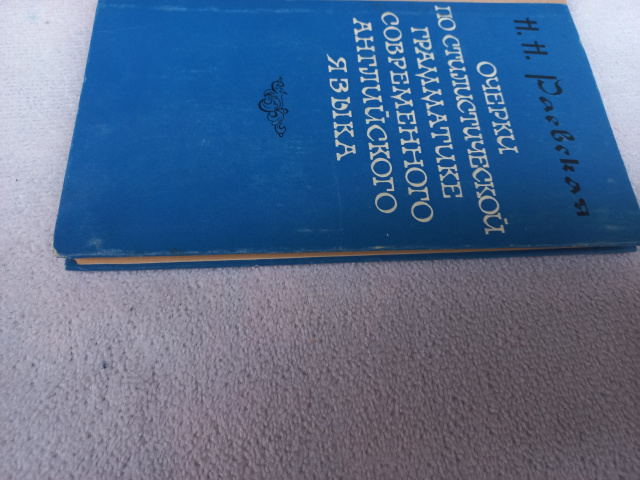 Н. Н. Раевская
ОЧЕРКИ
ПО СТИЛИСТИЧЕСКОЙ
ГРАММАТИКЕ
СОВРЕМЕННОГО
АНГЛИЙСКОГО
ЯЗЫКА